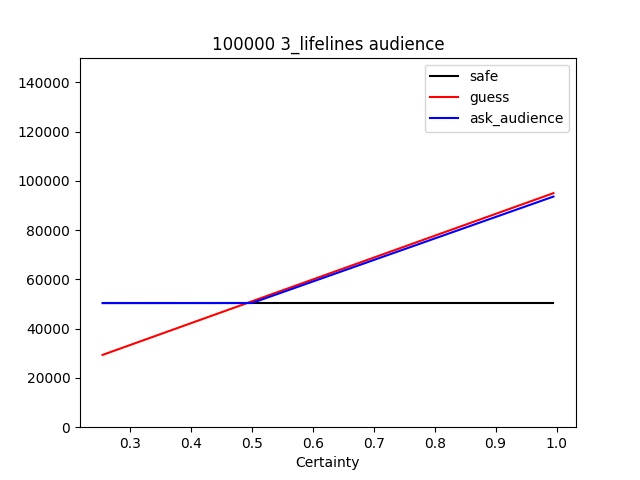 100000 3_lifelines audience
safe
guess
ask_audience
140000
120000
100000
80000
60000
40000
20000
0
0.3 0.4 0.5 0.6 0.7 0.8 0.9 1.0
Certainty